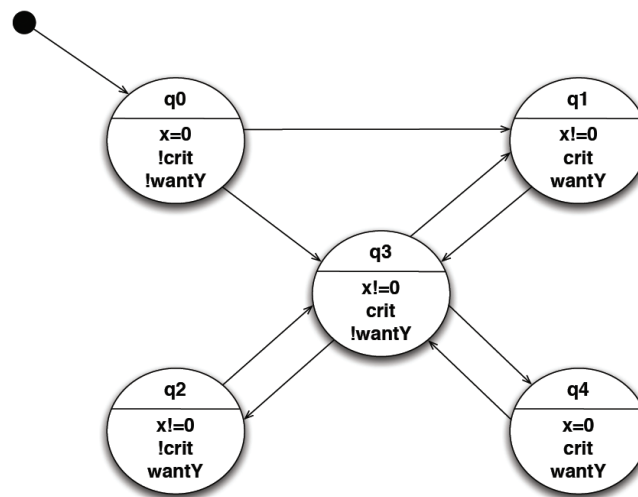 q0
x=0
!crit
!wantY
q1
x!=0
crit
wantY
q3
x!=0
crit
!wantY
q2
x!=0
!crit
wantY
q4
x=0
crit
wantY